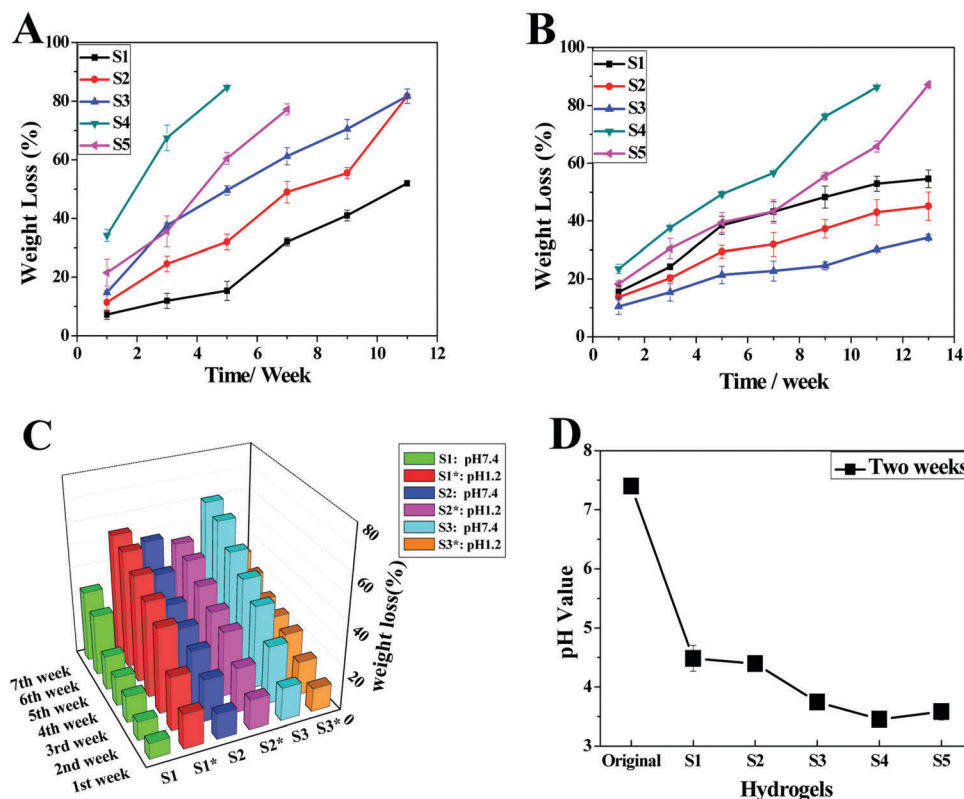 A
100
80
60
40
20
0
Weight Loss (%)
S1
S2
S3
S4
S5
0 2 4 6 8 10 12
Time/ Week
B
100
80
60
40
20
0
Weight Loss (%)
S1
S2
S3
S4
S5
0 2 4 6 8 10 12 14
Time / week
C
S1: pH7.4
S1*: pH1.2
S2: pH7.4
S2*: pH1.2
S3: pH7.4
S3*: pH1.2
80
60
40
20
0
weight loss(%)
7th week
6th week
5th week
4th week
3rd week
2nd week
1st week
S1 S1* S2 S2* S3 S3*
D
8
7
6
5
4
3
pH Value
Two weeks
Original S1 S2 S3 S4 S5
Hydrogels